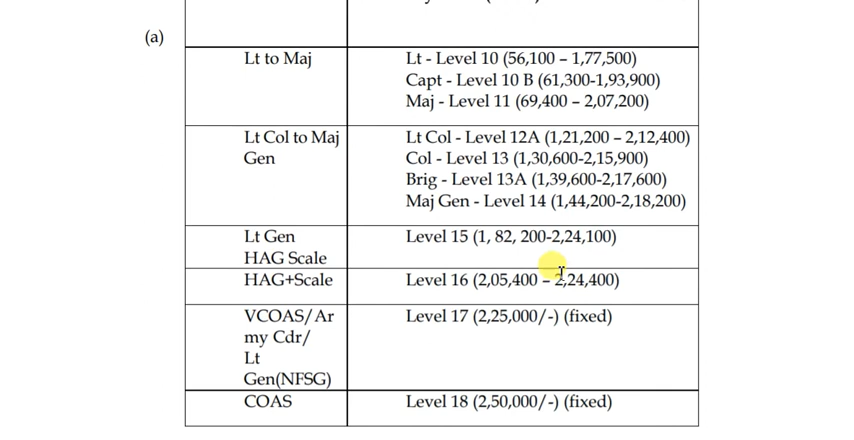 (a)
Lt to Maj
Lt - Level 10 (56,100 – 1,77,500)
Capt - Level 10 B (61,300-1,93,900)
Maj - Level 11 (69,400 – 2,07,200)
Lt Col to Maj
Gen
Lt Col - Level 12A (1,21,200 – 2,12,400)
Col - Level 13 (1,30,600-2,15,900)
Brig - Level 13A (1,39,600-2,17,600)
Maj Gen - Level 14 (1,44,200-2,18,200)
Lt Gen
HAG Scale
Level 15 (1, 82, 200-2,24,100)
HAG+Scale
Level 16 (2,05,400 – 2,24,400)
VCOAS/Ar
my Cdr/
Lt
Gen(NFSG)
Level 17 (2,25,000/-) (fixed)
COAS
Level 18 (2,50,000/-) (fixed)